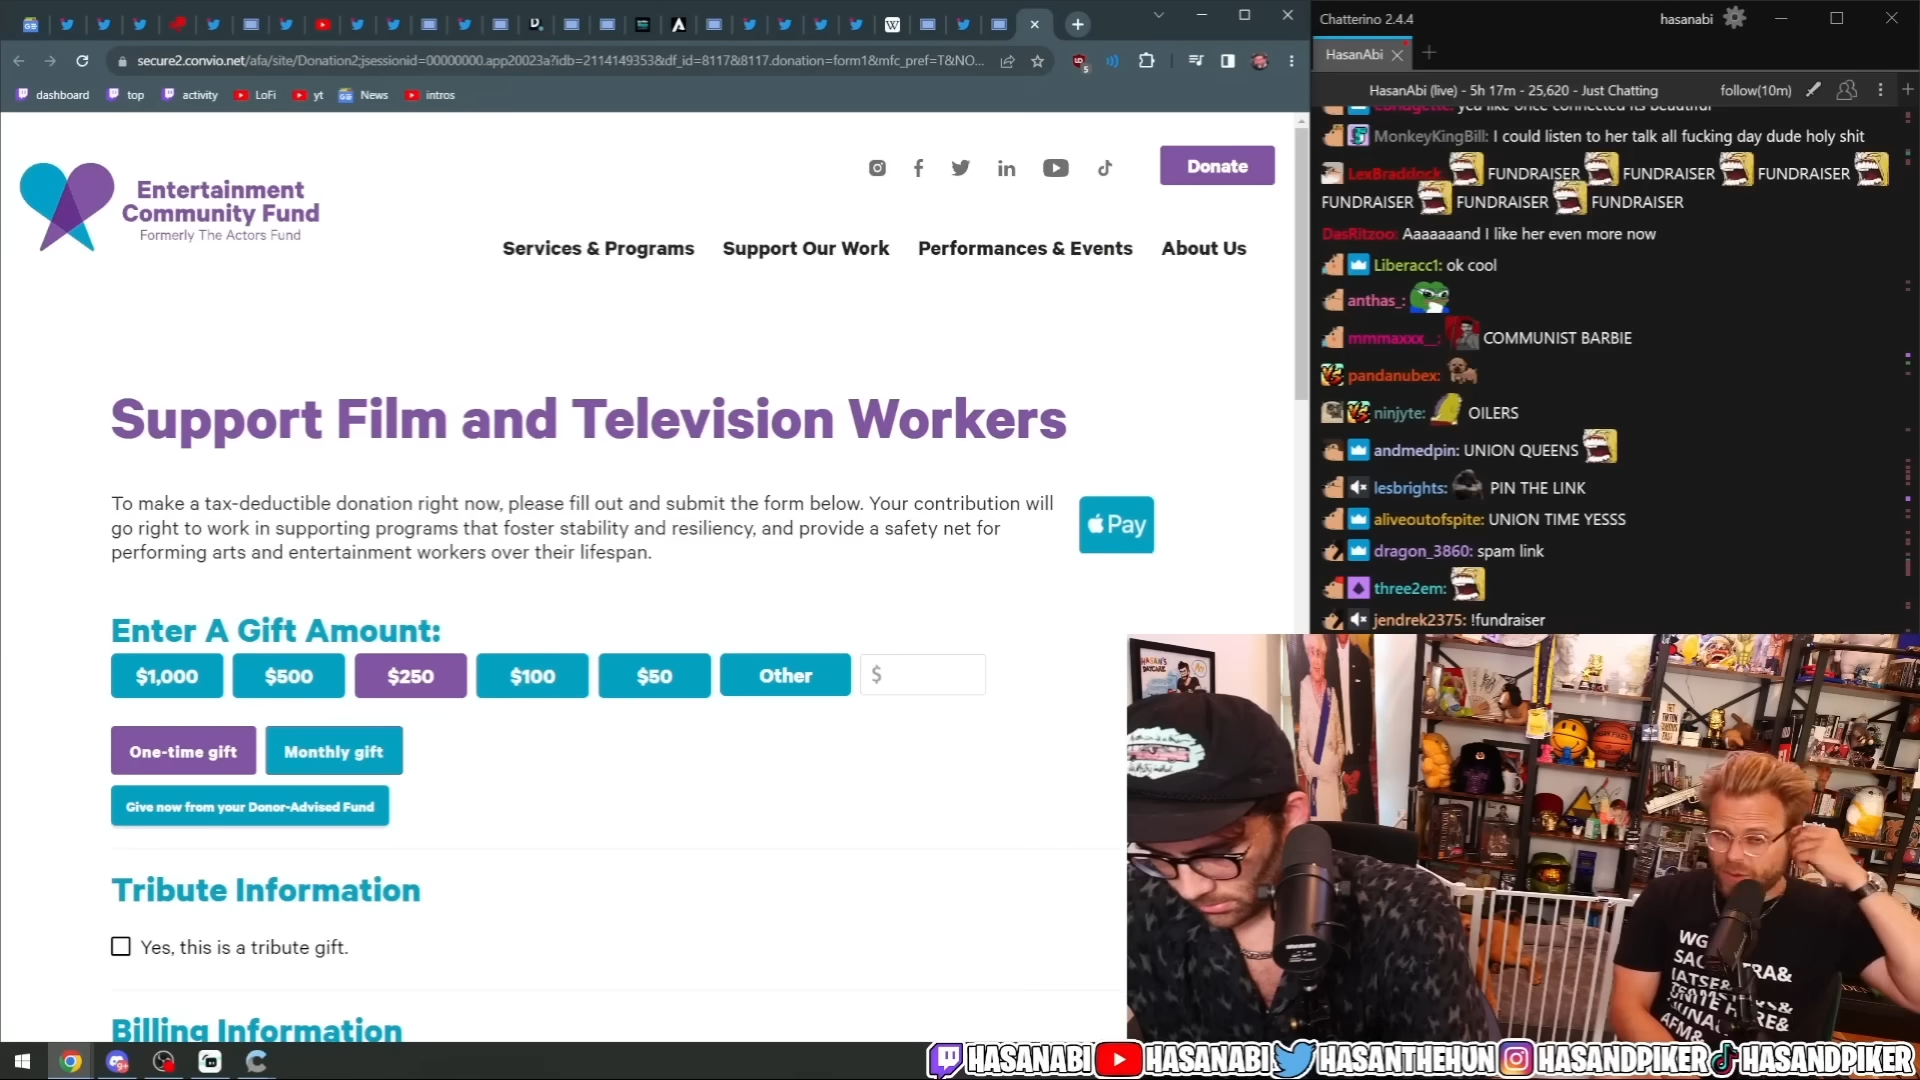 Chatterino 2.4.4
hasanabi
HasanAbi
secure2.convio.net/afa/site/Donation2;jsessionid=00000000.app20023a?idb=2114149353&df_id=8117&8117.donation=form1&mfc_pref=T&NO...
dashboard top activity LoFi yt News intros
HasanAbi (live) - 5h 17m - 25,620 - Just Chatting
follow(10m)
Entertainment
Community Fund
Formerly The Actors Fund
Donate
Services & Programs
Support Our Work
Performances & Events
About Us
Support Film and Television Workers
To make a tax-deductible donation right now, please fill out and submit the form below. Your contribution will
go right to work in supporting programs that foster stability and resiliency, and provide a safety net for
performing arts and entertainment workers over their lifespan.
Pay
Enter A Gift Amount:
$1,000 $500 $250 $100 $50 Other $
One-time gift Monthly gift
Give now from your Donor-Advised Fund
Tribute Information
Yes, this is a tribute gift.
Billing Information
MonkeyKingBill: I could listen to her talk all fucking day dude holy shit
LexBraddock: FUNDRAISER FUNDRAISER FUNDRAISER
FUNDRAISER FUNDRAISER FUNDRAISER
DasRitzoo: Aaaaaaand I like her even more now
Liberacc1: ok cool
anthas_:
mmmaxxx__: COMMUNIST BARBIE
pandanubex:
ninjyte: OILERS
andmedpin: UNION QUEENS
lesbrights: PIN THE LINK
aliveoutofspite: UNION TIME YESSS
dragon_3860: spam link
three2em:
jendrek2375: !fundraiser
HASANABI HASANABI HASANTHEHUN HASANDPIKER HASANDPIKER